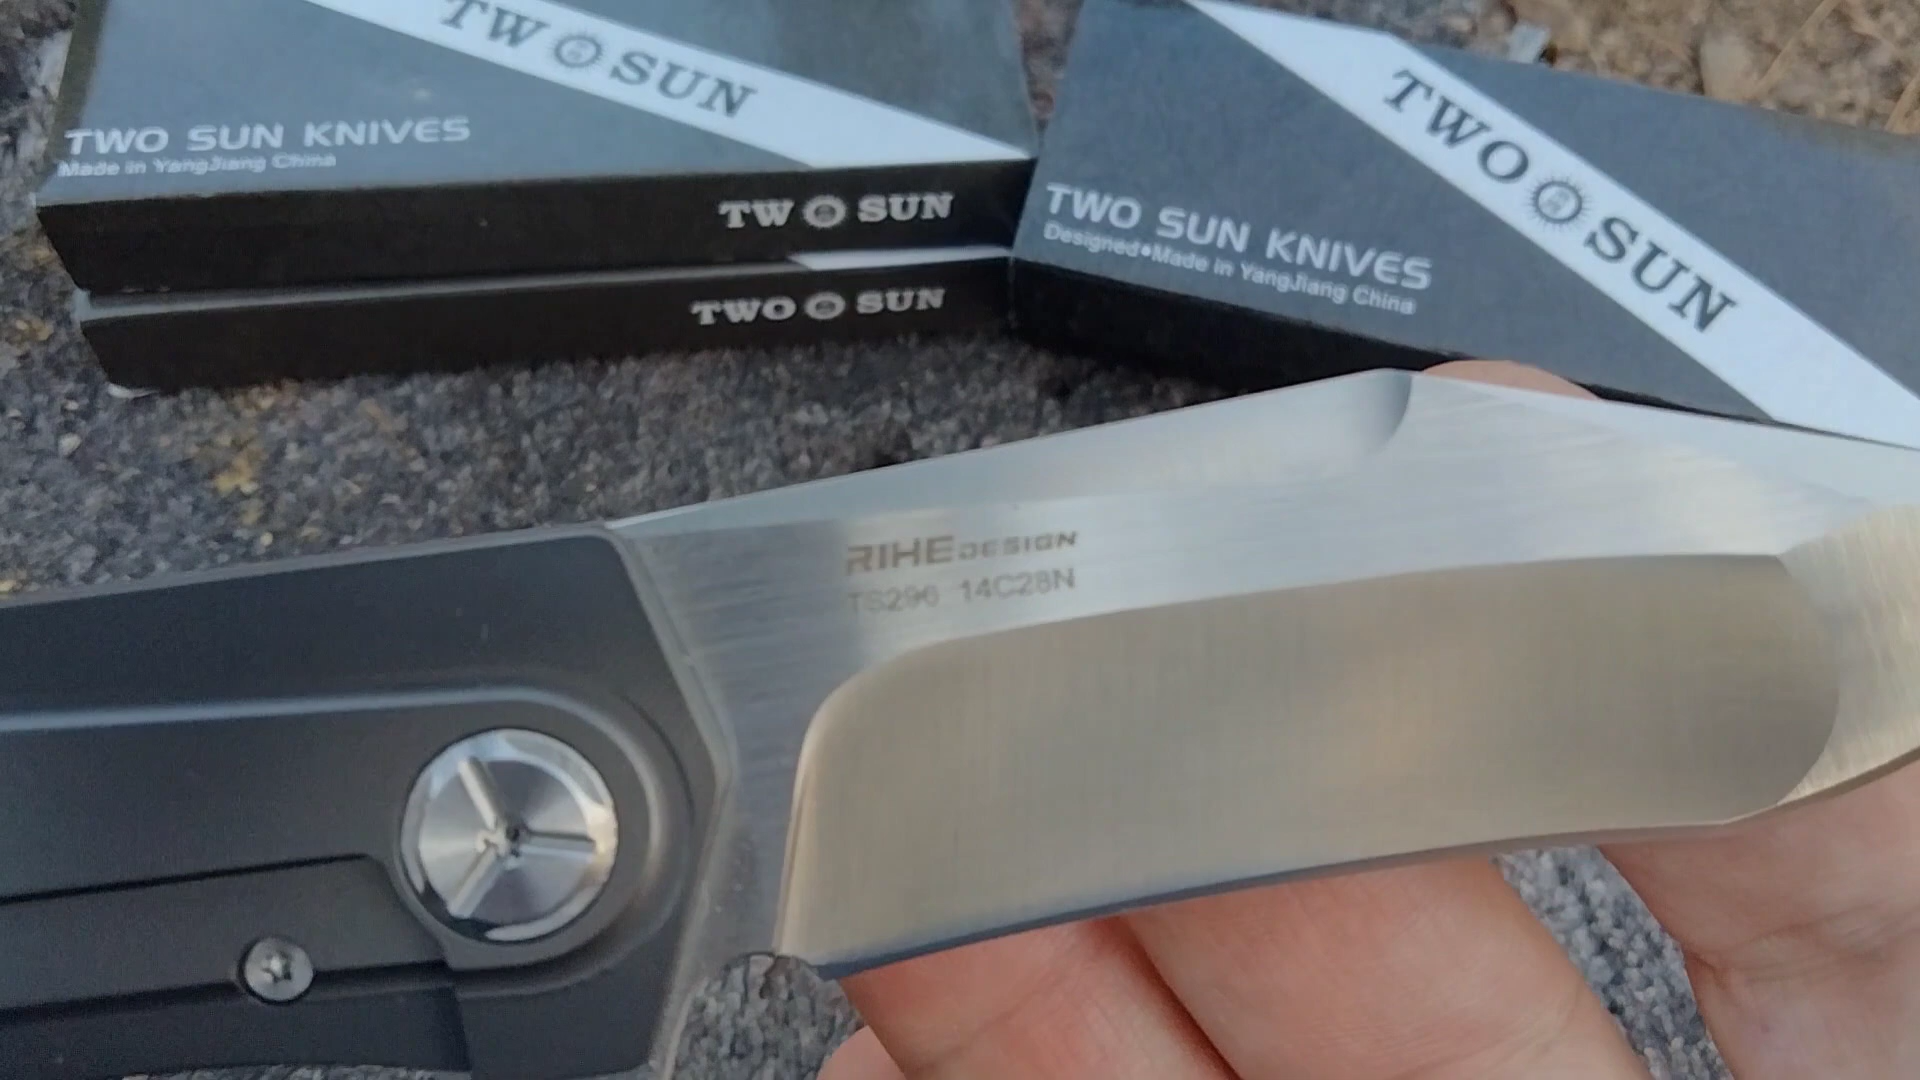 TWO SUN
TWO SUN KNIVES
Made in YangJiang China
TWO SUN
TWO SUN
TWO SUN
TWO SUN KNIVES
Designed•Made in YangJiang China
RIHE DESIGN
TS296 14C28N